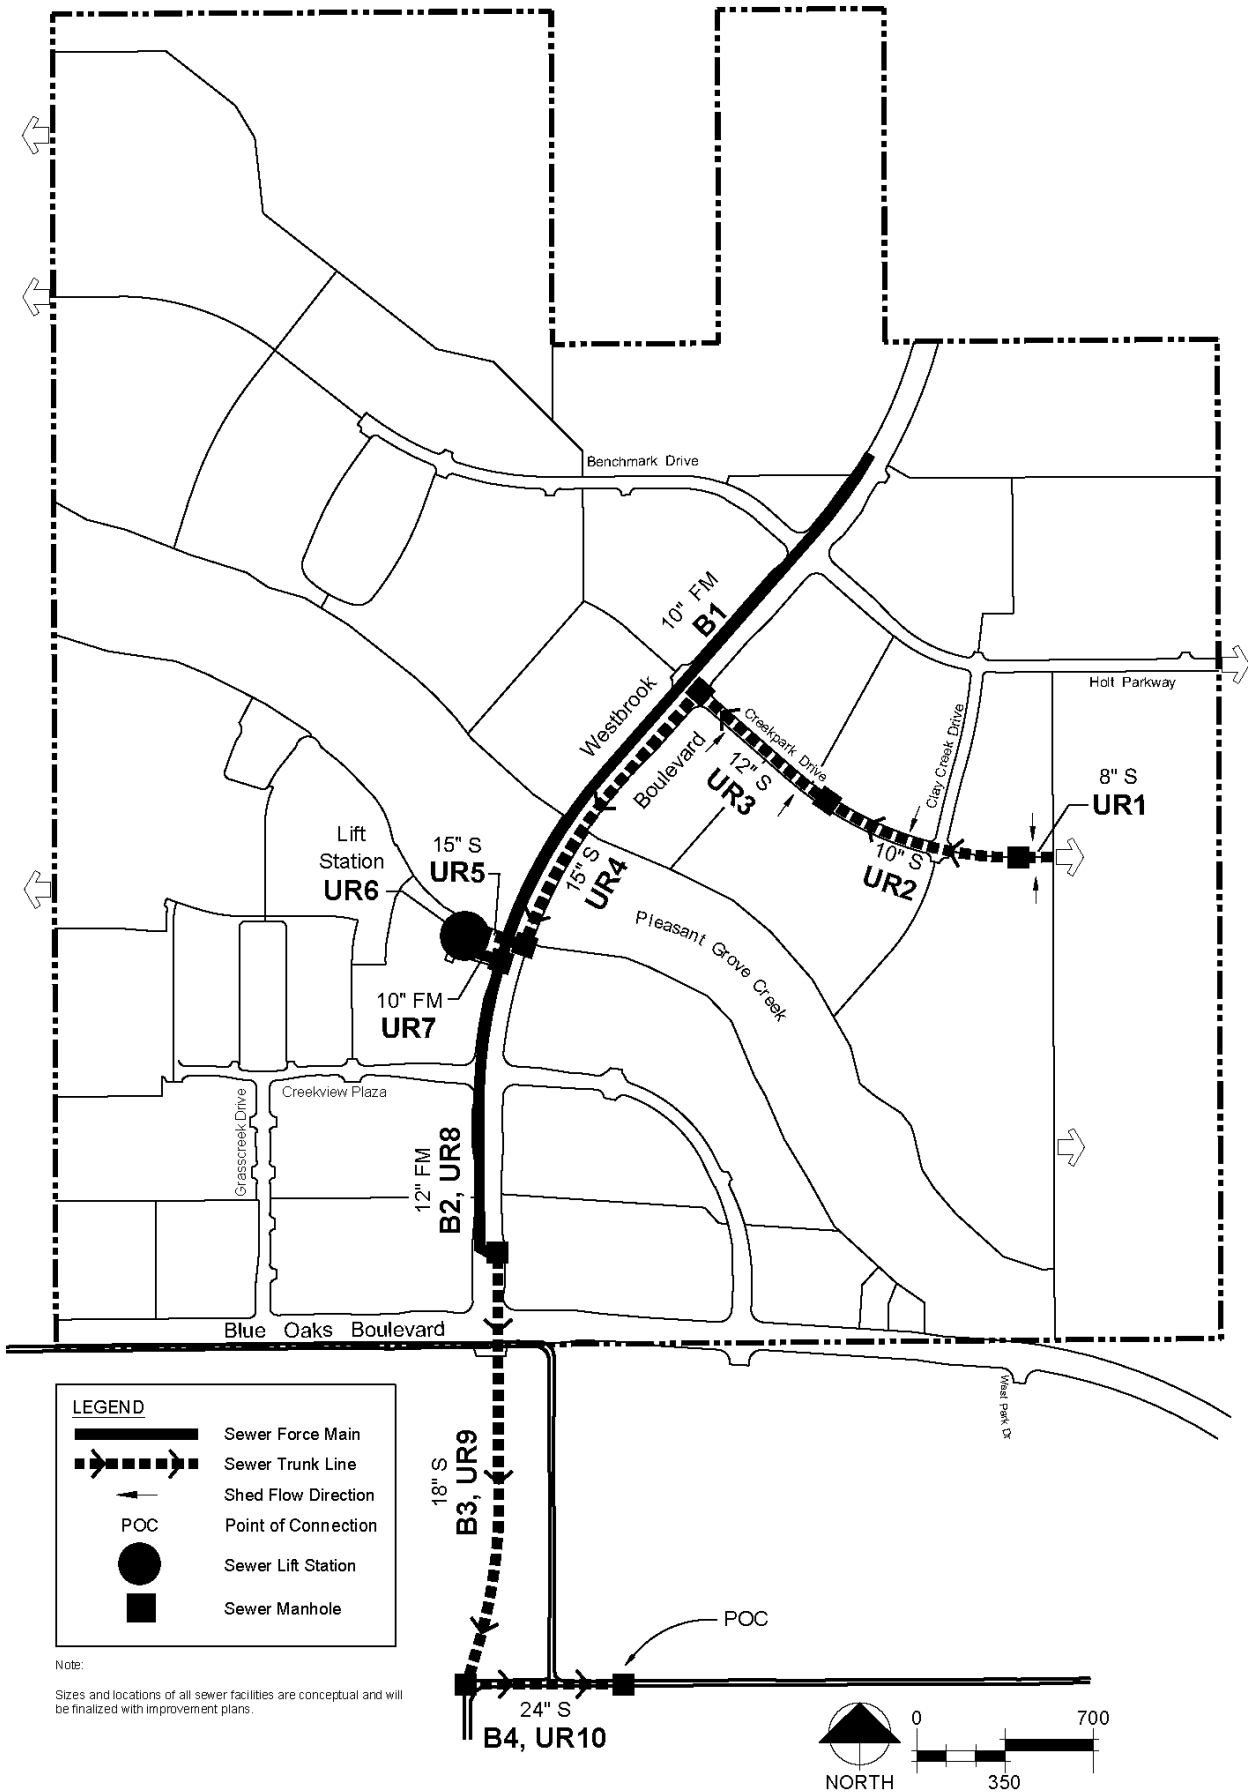 Benchmark Drive
10" FM
B1
Holt Parkway
Westbrook
Boulevard
Creekpark Drive
Clay Creek Drive
12" S
UR3
8" S
UR1
10" S
UR2
Lift
Station
UR6
15" S
UR5
15" S
UR4
Pleasant Grove Creek
10" FM
UR7
Creekview Plaza
Grasscreek Drive
12" FM
B2, UR8
Blue Oaks Boulevard
West Park Dr
LEGEND
Sewer Force Main
Sewer Trunk Line
Shed Flow Direction
POC Point of Connection
Sewer Lift Station
Sewer Manhole
18" S
B3, UR9
POC
Note:
Sizes and locations of all sewer facilities are conceptual and will
be finalized with improvement plans.
24" S
B4, UR10
NORTH
0 700
350